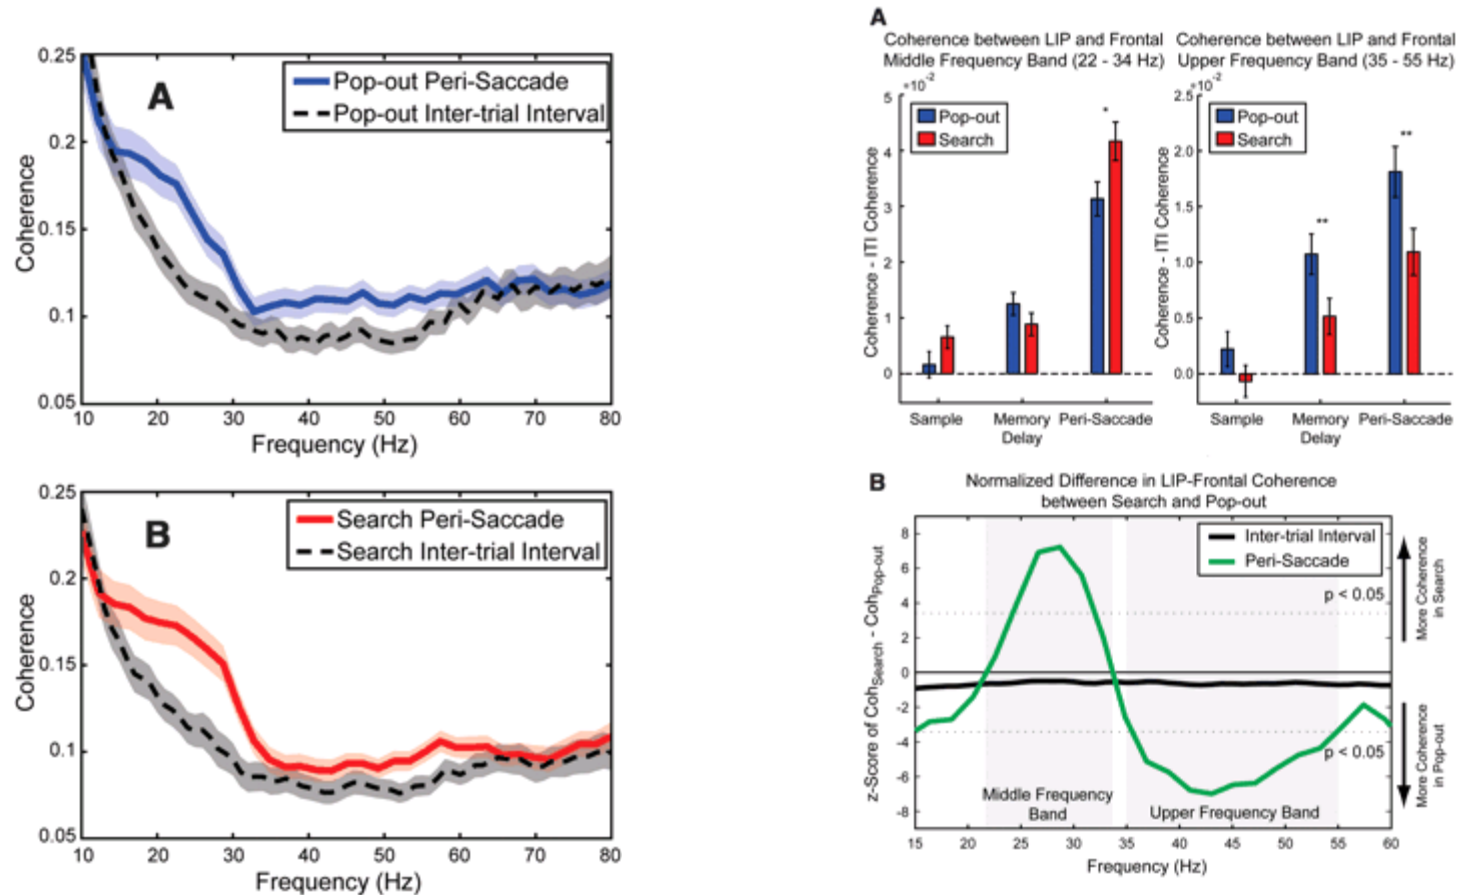 A
Pop-out Peri-Saccade
Pop-out Inter-trial Interval
Coherence
0.25
0.2
0.15
0.1
0.05
10 20 30 40 50 60 70 80
Frequency (Hz)
B
Search Peri-Saccade
Search Inter-trial Interval
Coherence
0.25
0.2
0.15
0.1
0.05
10 20 30 40 50 60 70 80
Frequency (Hz)
A
Coherence between LIP and Frontal
Middle Frequency Band (22 - 34 Hz)
×10⁻²
Pop-out
Search
Coherence - ITI Coherence
5
4
3
2
1
0
*
Sample Memory Delay Peri-Saccade
Coherence between LIP and Frontal
Upper Frequency Band (35 - 55 Hz)
×10⁻²
Pop-out
Search
Coherence - ITI Coherence
2.5
2.0
1.5
1.0
0.5
0.0
**
**
Sample Memory Delay Peri-Saccade
B
Normalized Difference in LIP-Frontal Coherence
between Search and Pop-out
Inter-trial Interval
Peri-Saccade
z-Score of Coh_Search - Coh_Pop-out
8
6
4
2
0
-2
-4
-6
-8
p < 0.05
p < 0.05
Middle Frequency
Band
Upper Frequency Band
More Coherence
in Search
More Coherence
in Pop-out
15 20 25 30 35 40 45 50 55 60
Frequency (Hz)